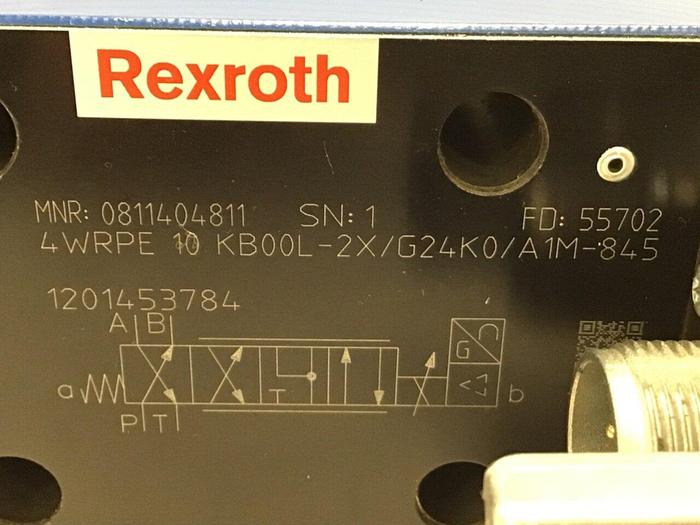 Rexroth
MNR: 0811404811 SN: 1 FD: 55702
4WRPE 10 KB00L-2X/G24K0/A1M-845
1201453784
A B
G
T
a b
P T